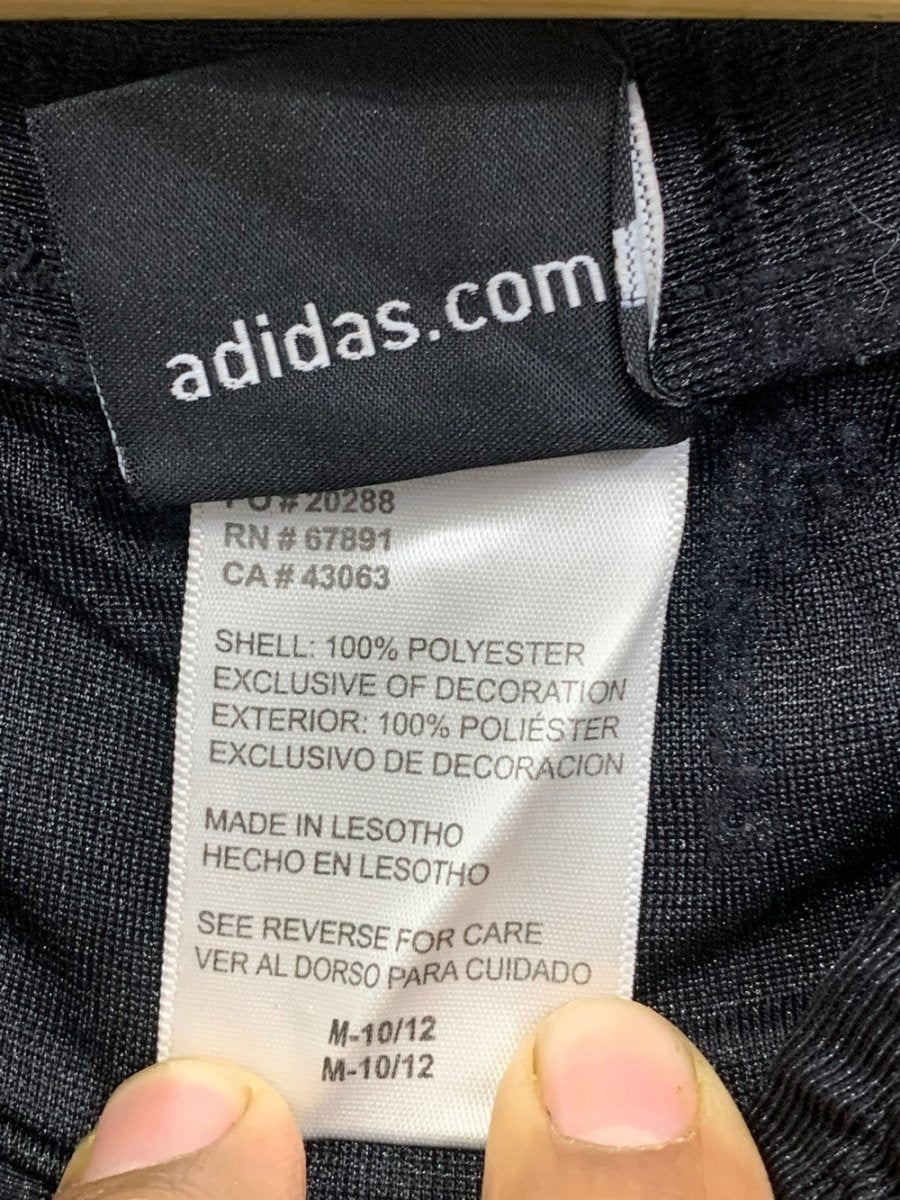 adidas.com
PO # 20288
RN # 67891
CA # 43063
SHELL: 100% POLYESTER
EXCLUSIVE OF DECORATION
EXTERIOR: 100% POLIÉSTER
EXCLUSIVO DE DECORACION
MADE IN LESOTHO
HECHO EN LESOTHO
SEE REVERSE FOR CARE
VER AL DORSO PARA CUIDADO
M-10/12
M-10/12